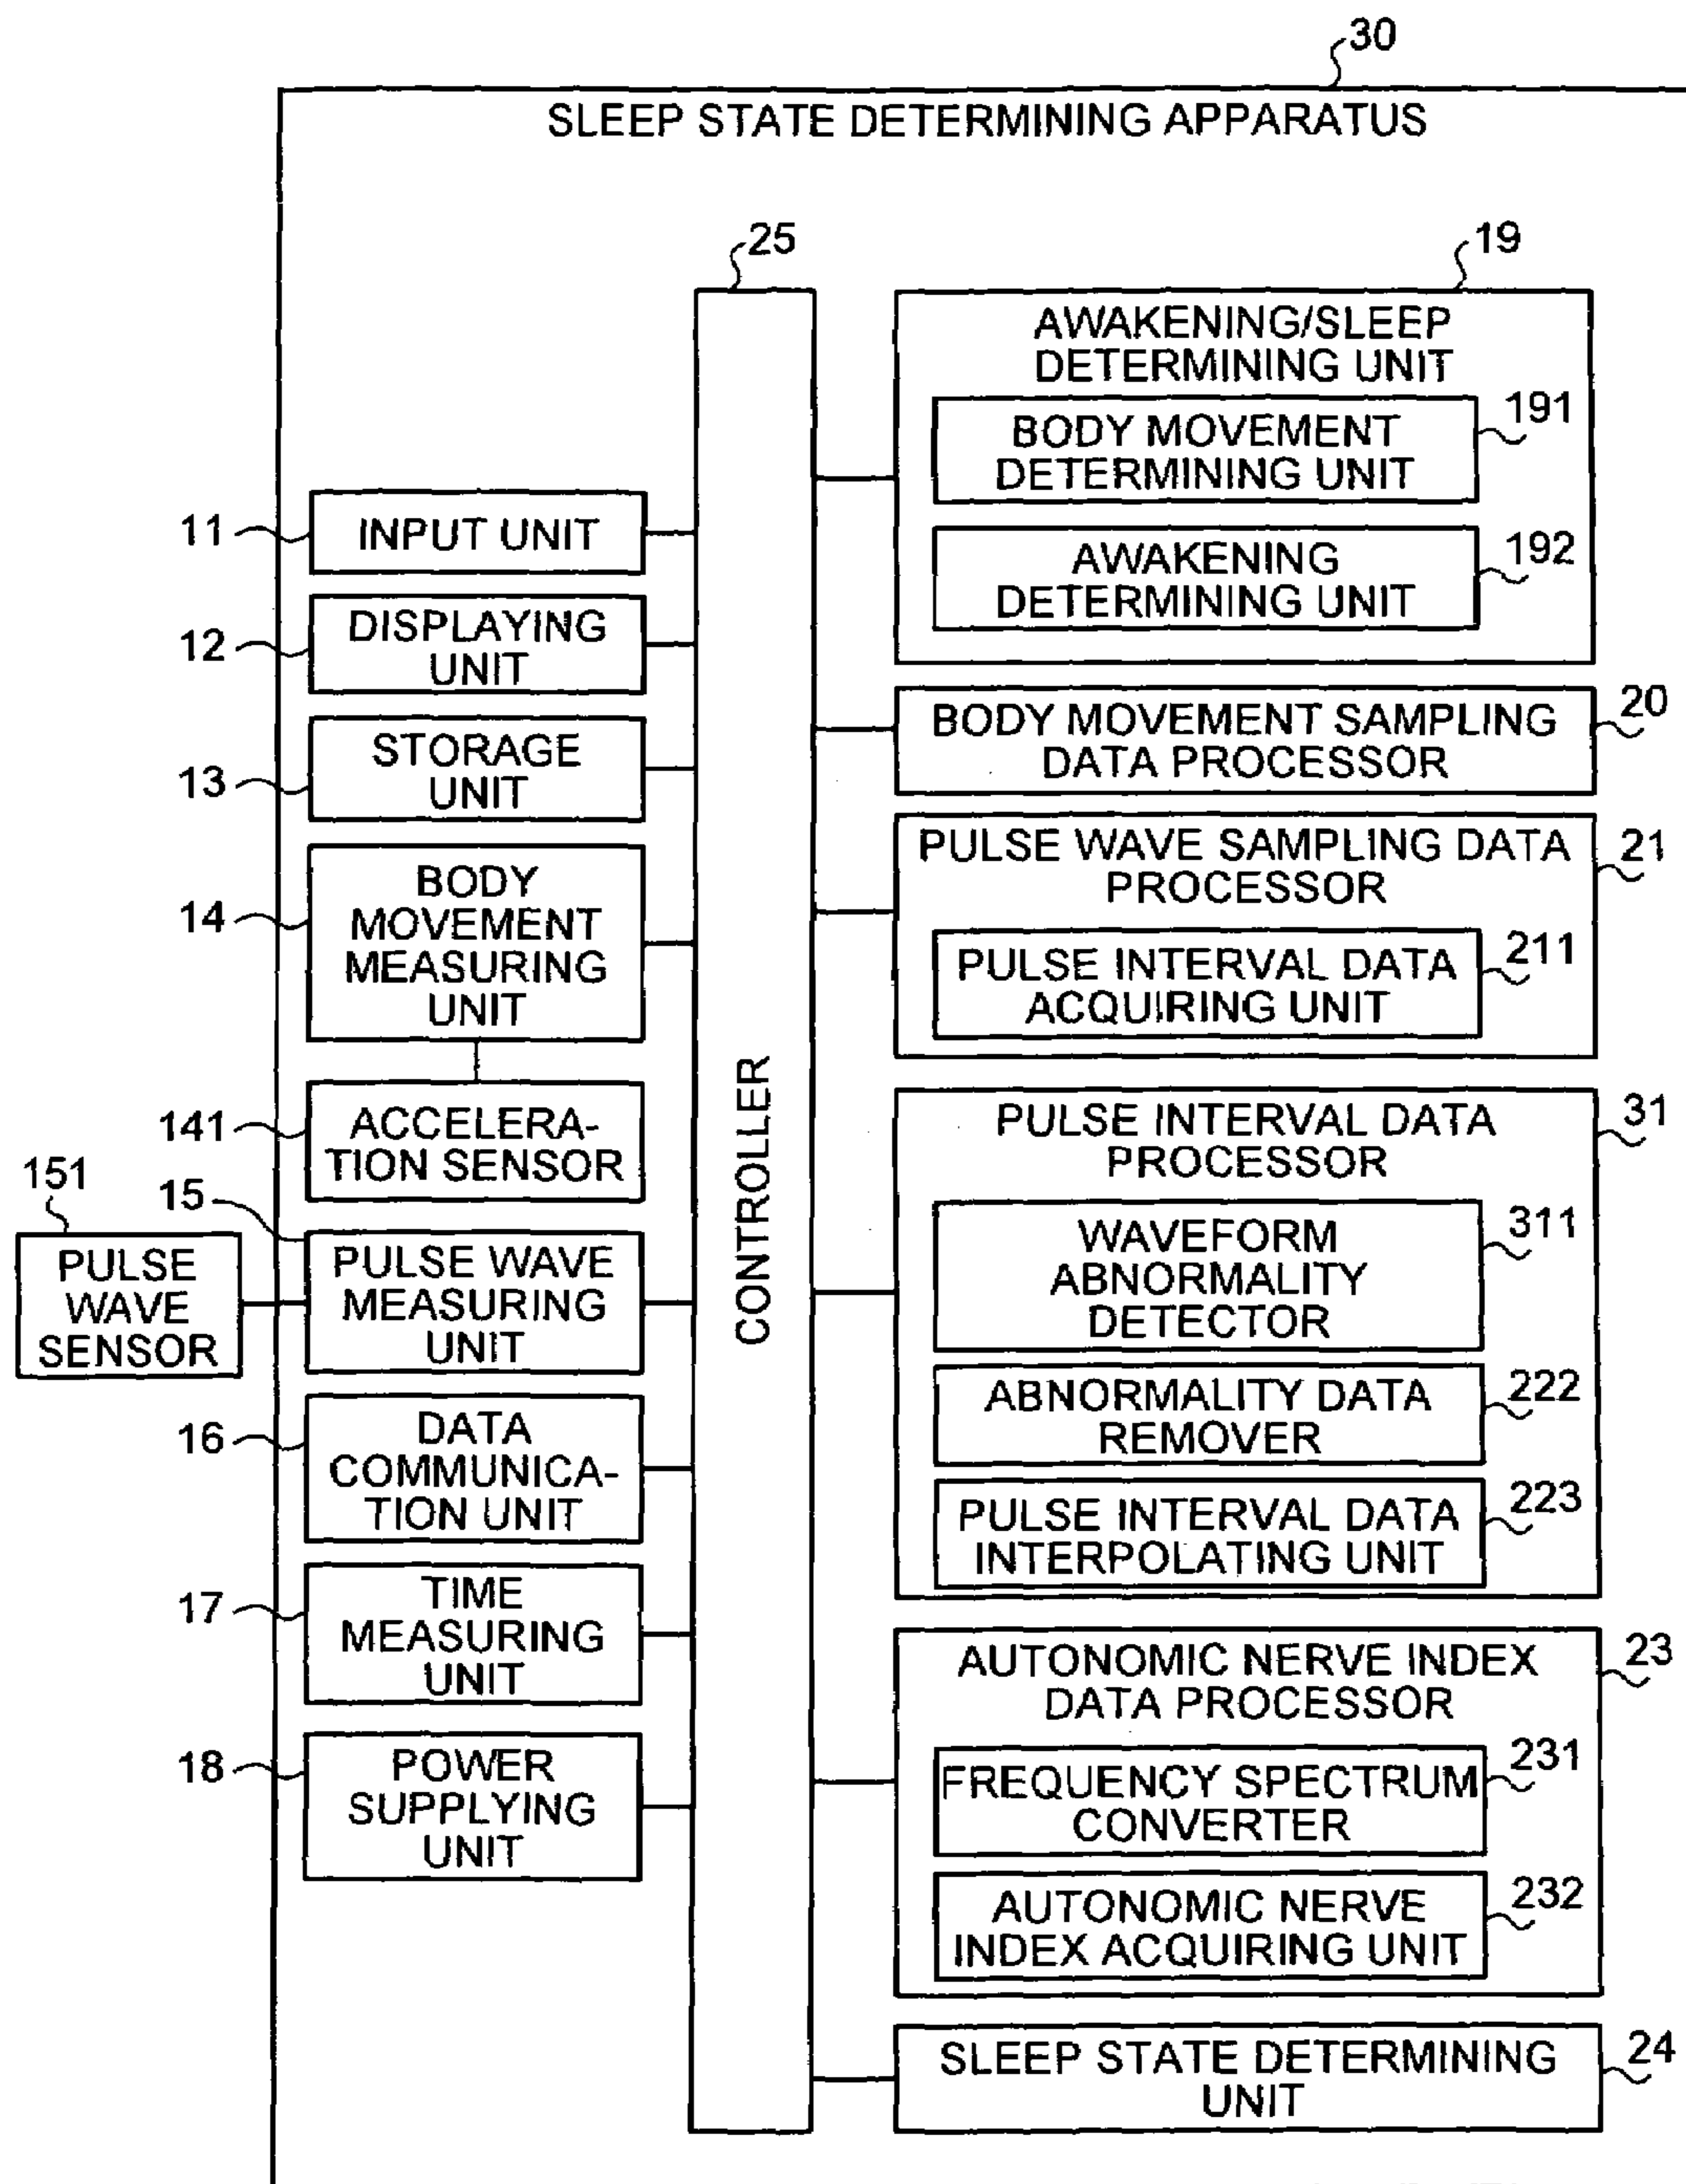 30
SLEEP STATE DETERMINING APPARATUS
25
CONTROLLER
11
INPUT UNIT
12
DISPLAYING
UNIT
13
STORAGE
UNIT
14
BODY
MOVEMENT
MEASURING
UNIT
141
ACCELERA-
TION SENSOR
151
PULSE
WAVE
SENSOR
15
PULSE WAVE
MEASURING
UNIT
16
DATA
COMMUNICA-
TION UNIT
17
TIME
MEASURING
UNIT
18
POWER
SUPPLYING
UNIT
19
AWAKENING/SLEEP
DETERMINING UNIT
191
BODY MOVEMENT
DETERMINING UNIT
192
AWAKENING
DETERMINING UNIT
20
BODY MOVEMENT SAMPLING
DATA PROCESSOR
21
PULSE WAVE SAMPLING DATA
PROCESSOR
211
PULSE INTERVAL DATA
ACQUIRING UNIT
31
PULSE INTERVAL DATA
PROCESSOR
311
WAVEFORM
ABNORMALITY
DETECTOR
222
ABNORMALITY DATA
REMOVER
223
PULSE INTERVAL DATA
INTERPOLATING UNIT
23
AUTONOMIC NERVE INDEX
DATA PROCESSOR
231
FREQUENCY SPECTRUM
CONVERTER
232
AUTONOMIC NERVE
INDEX ACQUIRING UNIT
24
SLEEP STATE DETERMINING
UNIT